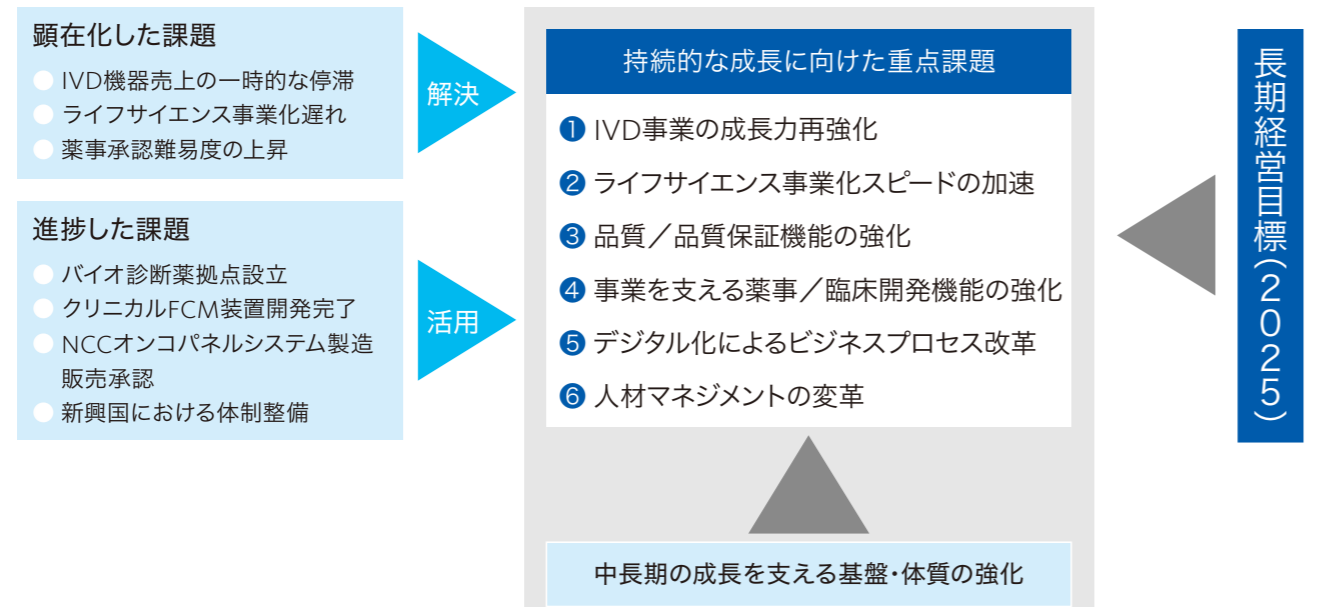 顕在化した課題
IVD機器売上の一時的な停滞
ライフサイエンス事業化遅れ
薬事承認難易度の上昇
解決
進捗した課題
バイオ診断薬拠点設立
クリニカルFCM装置開発完了
NCCオンコパネルシステム製造
販売承認
新興国における体制整備
活用
持続的な成長に向けた重点課題
❶ IVD事業の成長力再強化
❷ ライフサイエンス事業化スピードの加速
❸ 品質／品質保証機能の強化
❹ 事業を支える薬事／臨床開発機能の強化
❺ デジタル化によるビジネスプロセス改革
❻ 人材マネジメントの変革
中長期の成長を支える基盤・体質の強化
長期経営目標（2025）